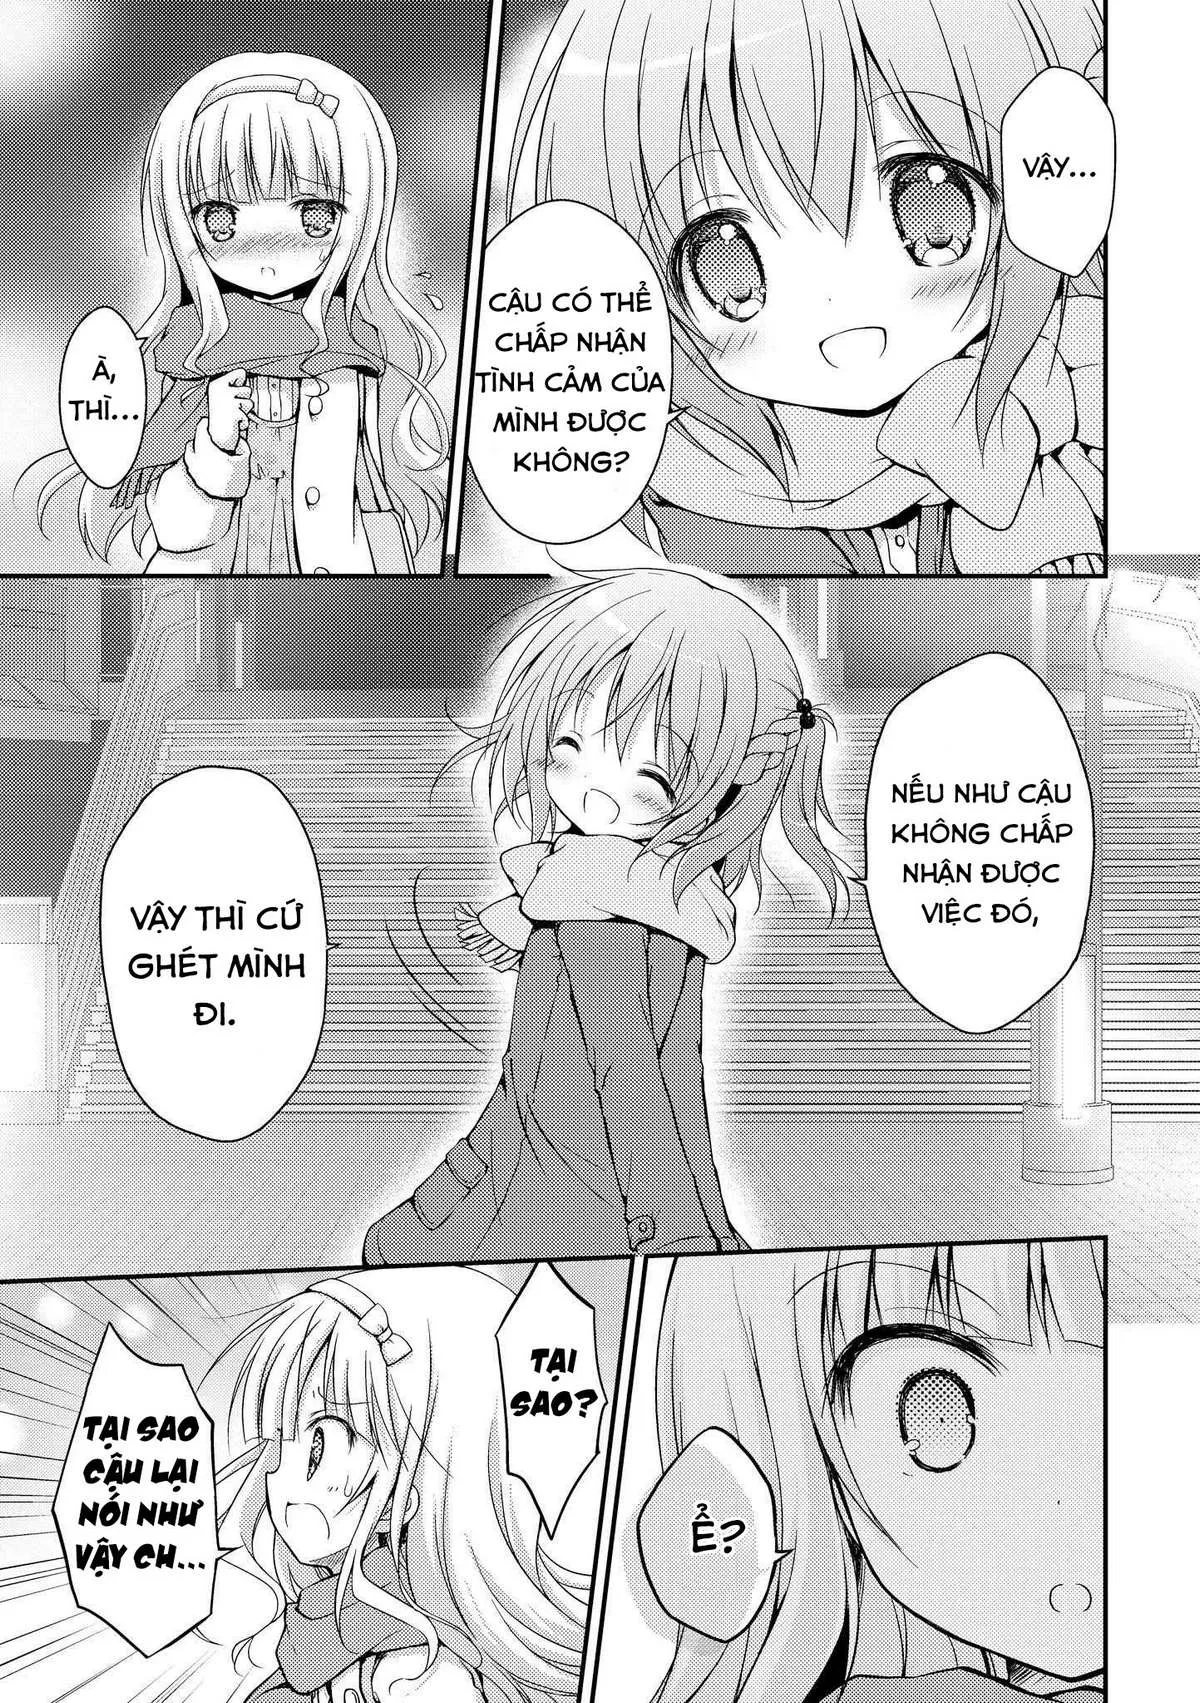 VẬY...
CẬU CÓ THỂ
CHẤP NHẬN
TÌNH CẢM CỦA
MÌNH ĐƯỢC
KHÔNG?
À,
THÌ...
NẾU NHƯ CẬU
KHÔNG CHẤP
NHẬN ĐƯỢC
VIỆC ĐÓ,
VẬY THÌ CỨ
GHÉT MÌNH
ĐI.
Ể?
TẠI
SAO?
TẠI SAO
CẬU LẠI
NÓI NHƯ
VẬY CH...